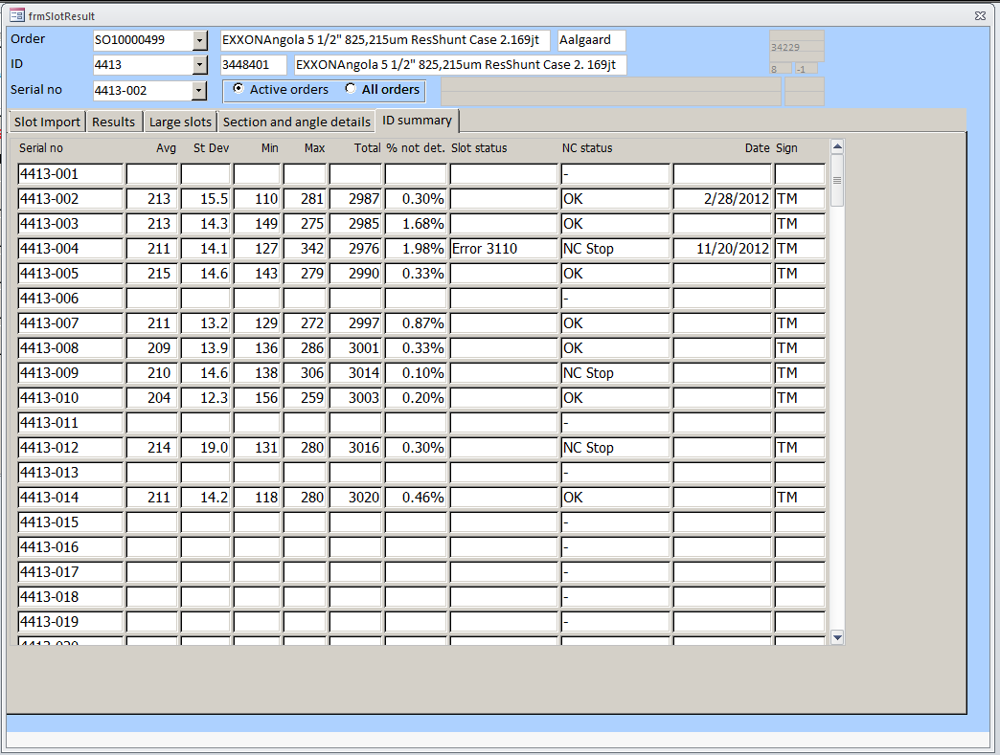 frmSlotResult
Order SO10000499 EXXONAngola 5 1/2" 825,215um ResShunt Case 2.169jt Aalgaard
34229
ID 4413 3448401 EXXONAngola 5 1/2" 825,215um ResShunt Case 2. 169jt
8 -1
Serial no 4413-002 Active orders All orders
Slot Import Results Large slots Section and angle details ID summary
Serial no Avg St Dev Min Max Total % not det. Slot status NC status Date Sign
4413-001 -
4413-002 213 15.5 110 281 2987 0.30% OK 2/28/2012 TM
4413-003 213 14.3 149 275 2985 1.68% OK TM
4413-004 211 14.1 127 342 2976 1.98% Error 3110 NC Stop 11/20/2012 TM
4413-005 215 14.6 143 279 2990 0.33% OK TM
4413-006 -
4413-007 211 13.2 129 272 2997 0.87% OK TM
4413-008 209 13.9 136 286 3001 0.33% OK TM
4413-009 210 14.6 138 306 3014 0.10% NC Stop TM
4413-010 204 12.3 156 259 3003 0.20% OK TM
4413-011 -
4413-012 214 19.0 131 280 3016 0.30% NC Stop TM
4413-013 -
4413-014 211 14.2 118 280 3020 0.46% OK TM
4413-015 -
4413-016 -
4413-017 -
4413-018 -
4413-019 -